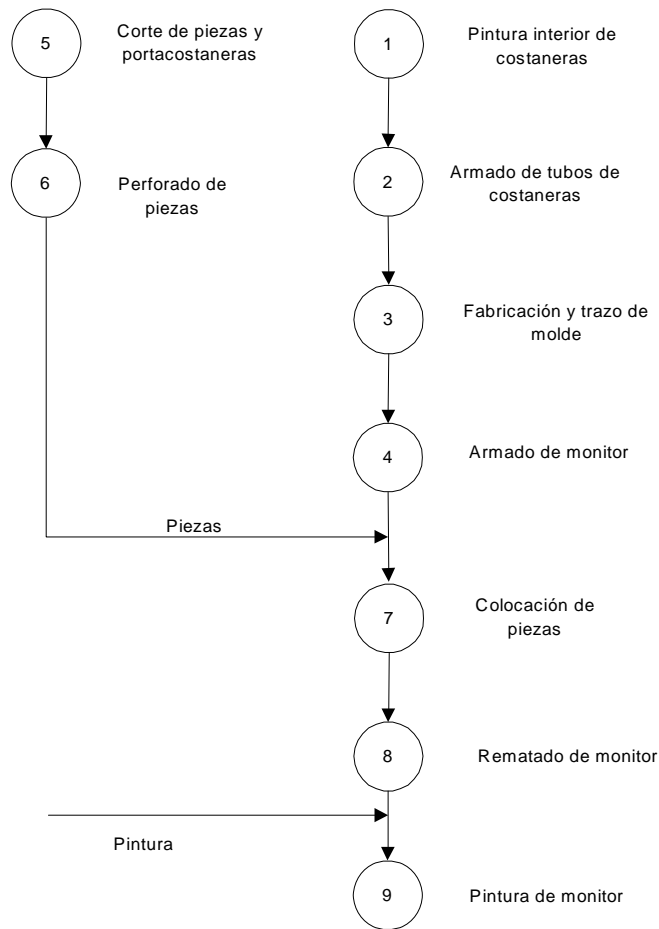 5
Corte de piezas y
portacostaneras
1
Pintura interior de
costaneras
6
Perforado de
piezas
2
Armado de tubos de
costaneras
3
Fabricación y trazo de
molde
4
Armado de monitor
Piezas
7
Colocación de
piezas
8
Rematado de monitor
Pintura
9
Pintura de monitor